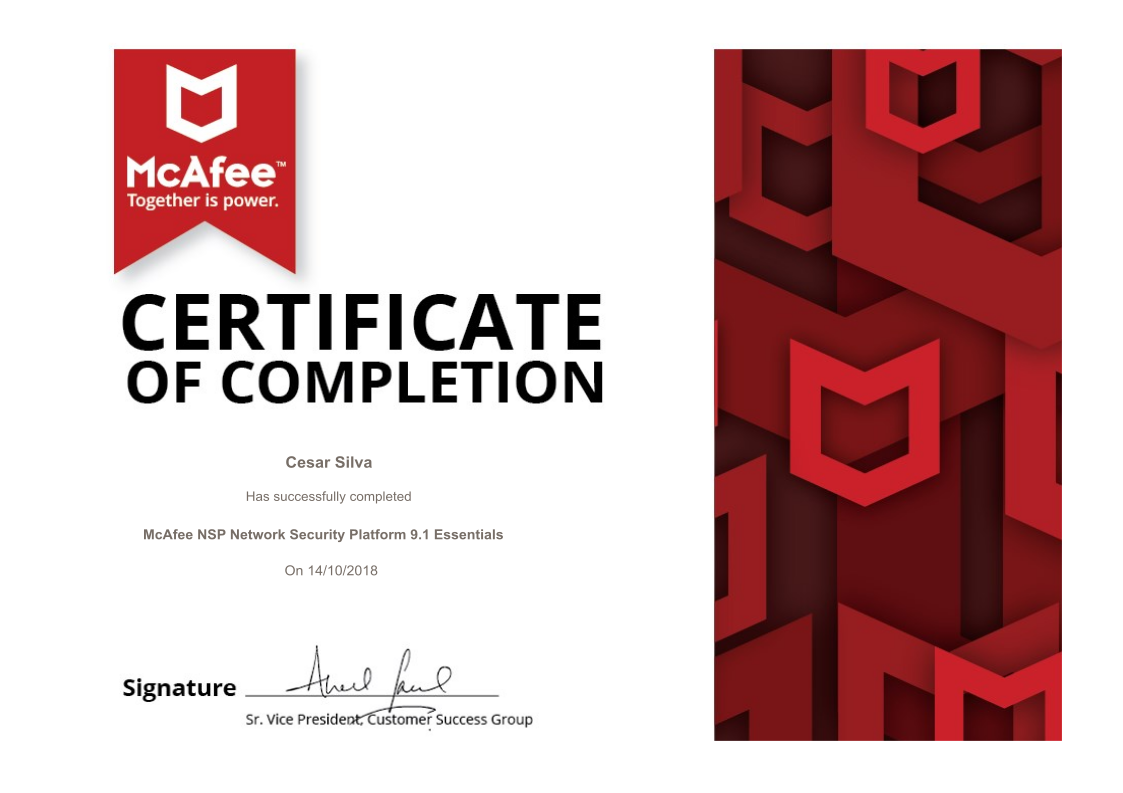 McAfee™
Together is power.
CERTIFICATE
OF COMPLETION
Cesar Silva
Has successfully completed
McAfee NSP Network Security Platform 9.1 Essentials
On 14/10/2018
Signature
Sr. Vice President, Customer Success Group